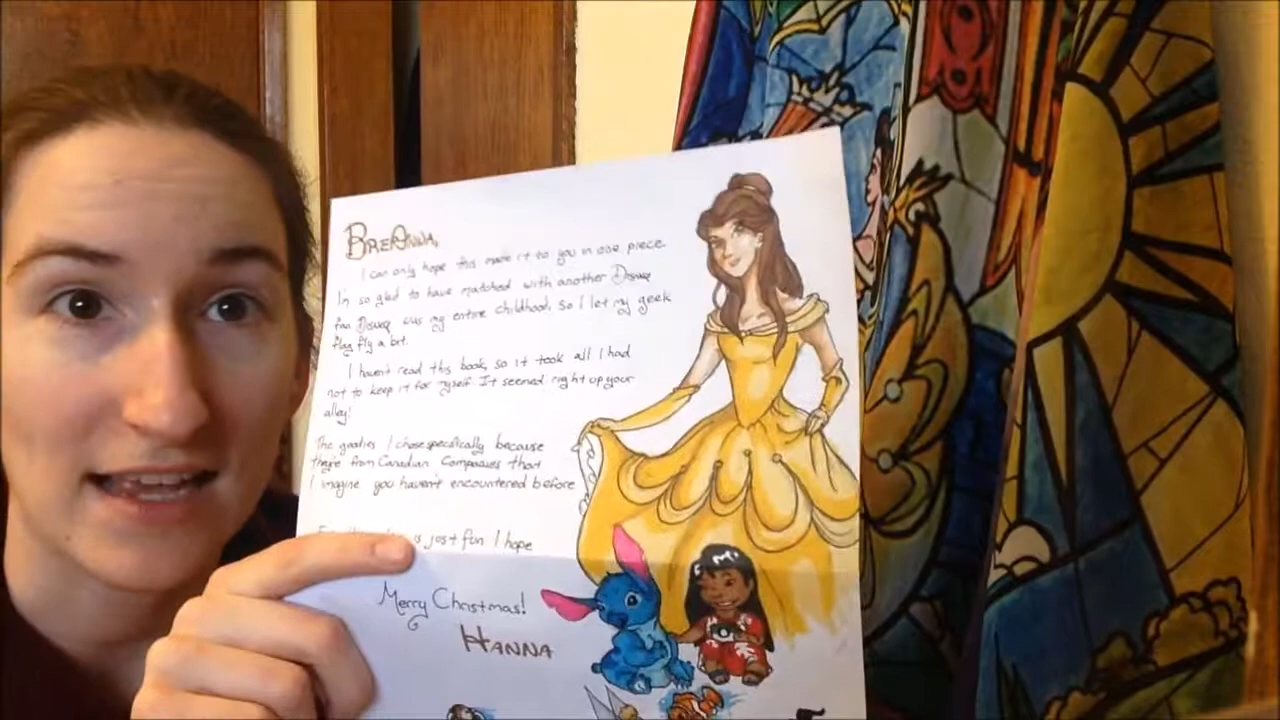 BREANNA,
I can only hope this made it to you in one piece.
I'm so glad to have matched with another Disney
fan. Disney was my entire childhood, so I let my geek
flag fly a bit.
I haven't read this book, so it took all I had
not to keep it for myself. It seemed right up your
alley!
The goodies I chose specifically because
they're from Canadian Companies that
I imagine you haven't encountered before
is just fun I hope
Merry Christmas!
HANNA